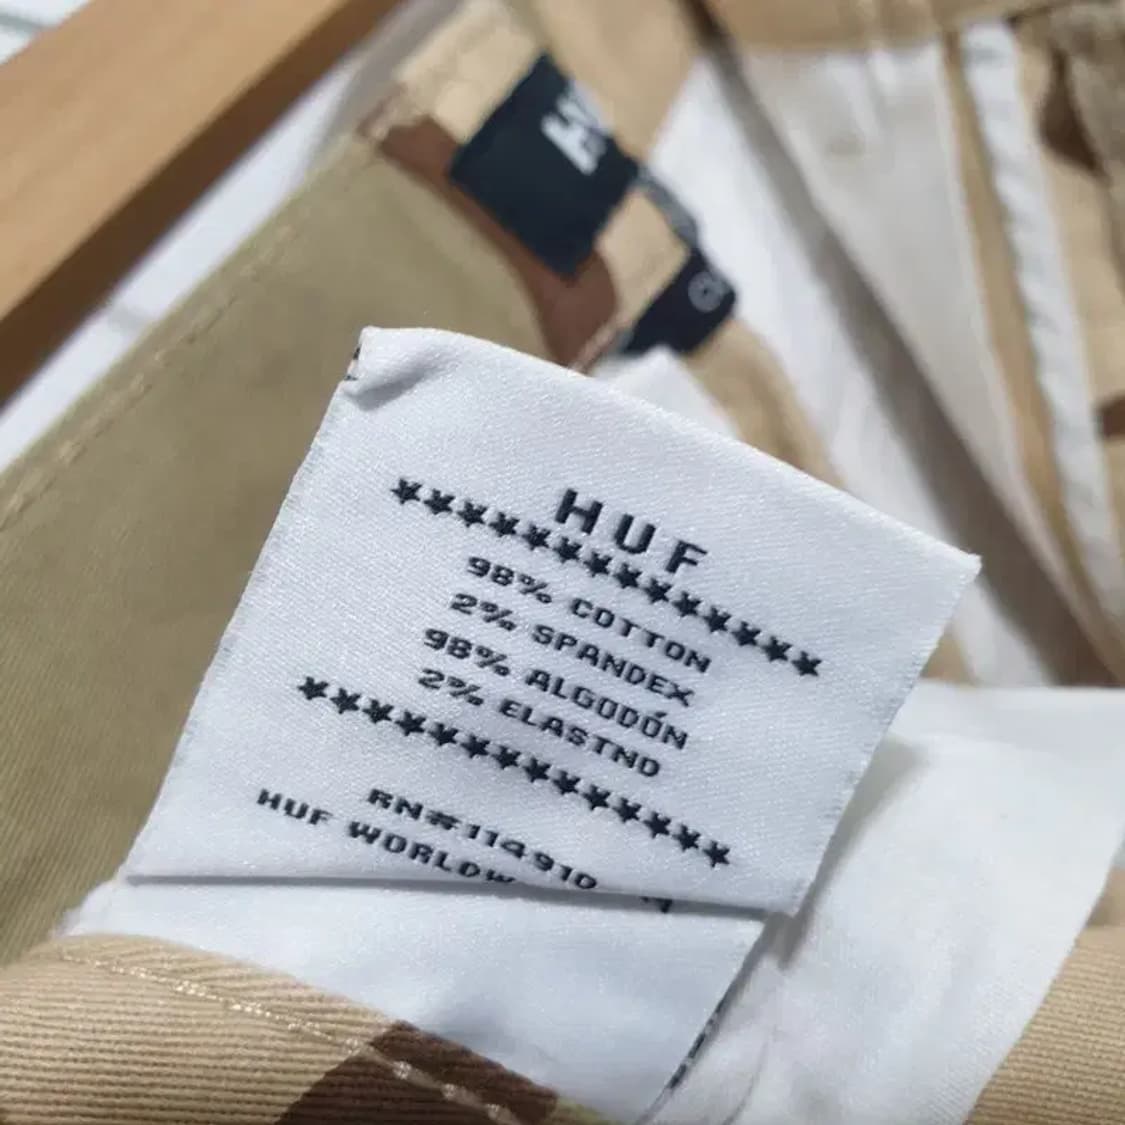 HUF
98% COTTON
2% SPANDEX
98% ALGODÓN
2% ELASTNO
RN#114910
HUF